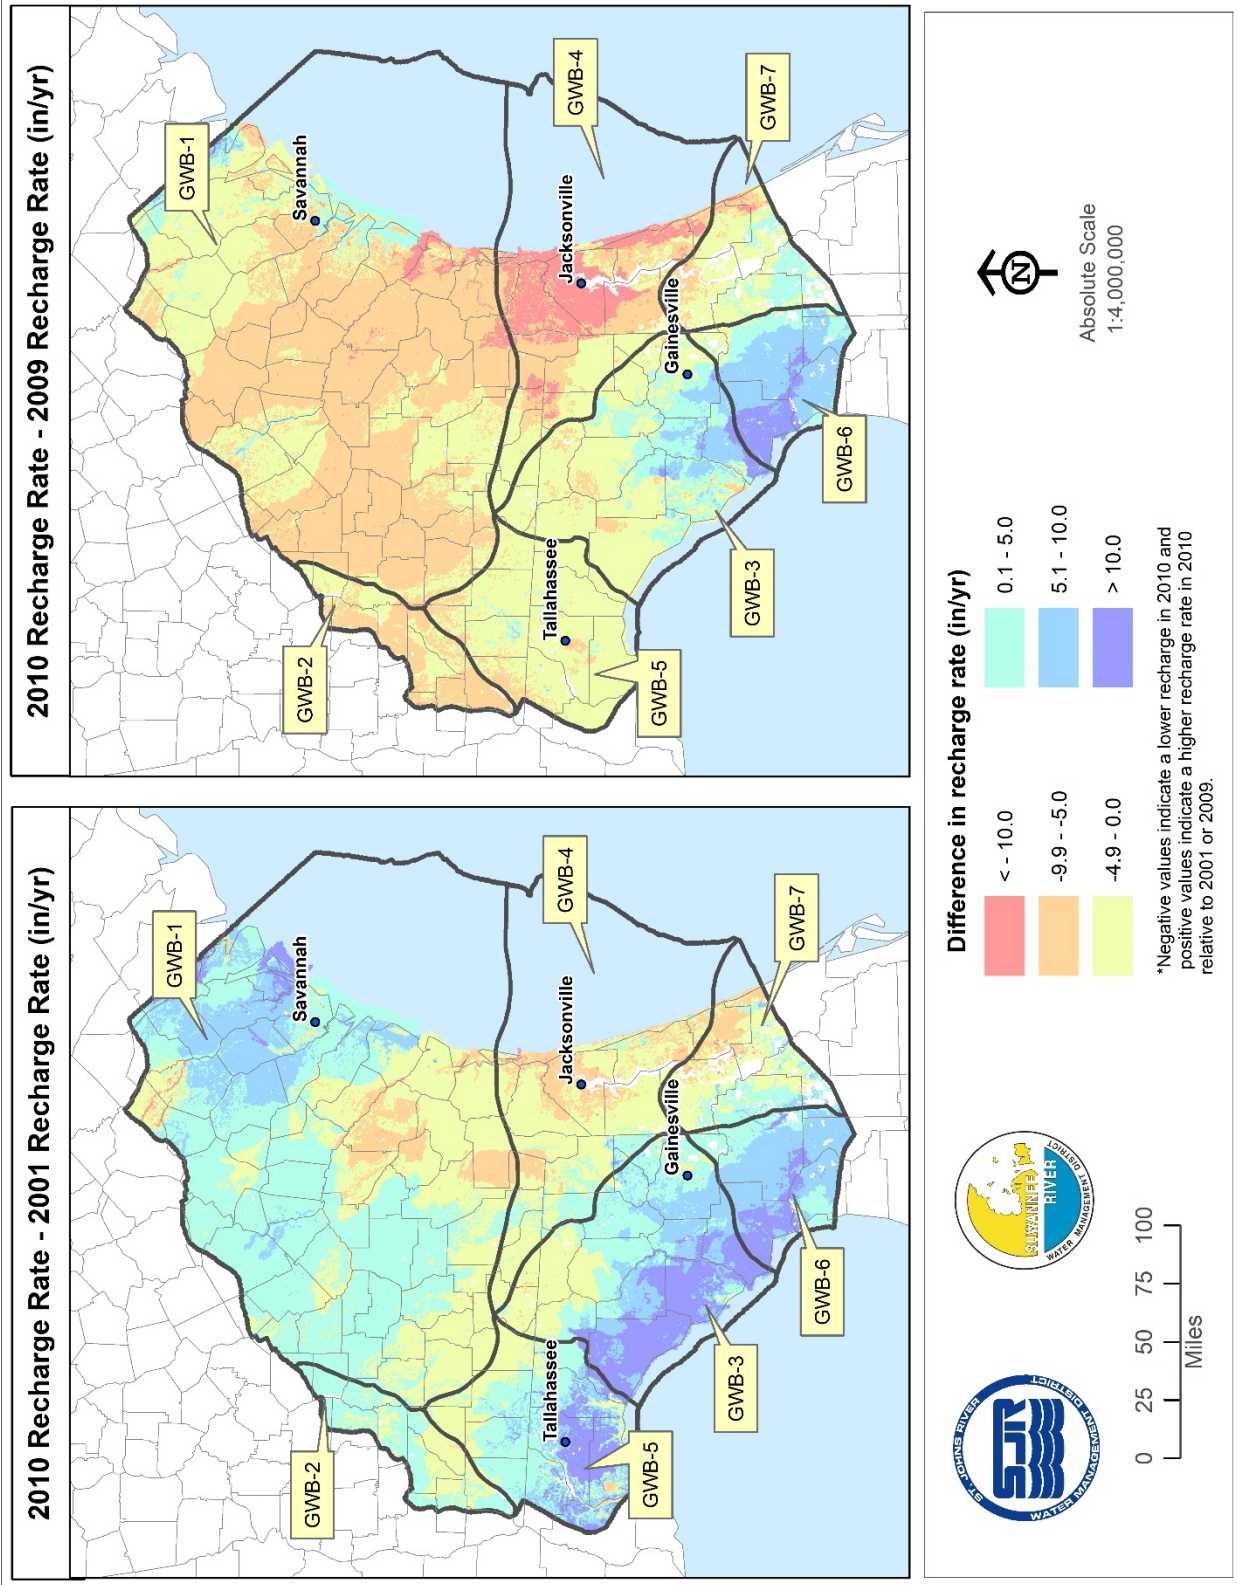 2010 Recharge Rate - 2001 Recharge Rate (in/yr)
GWB-1
GWB-2
Savannah
GWB-4
Jacksonville
Tallahassee
Gainesville
GWB-5
GWB-3
GWB-6
GWB-7
2010 Recharge Rate - 2009 Recharge Rate (in/yr)
GWB-1
GWB-2
Savannah
GWB-4
Jacksonville
Tallahassee
Gainesville
GWB-5
GWB-3
GWB-6
GWB-7
ST. JOHNS RIVER
SJR
WATER MANAGEMENT DISTRICT
SUWANNEE
RIVER
WATER MANAGEMENT DISTRICT
0 25 50 75 100
Miles
Difference in recharge rate (in/yr)
< - 10.0
0.1 - 5.0
-9.9 - -5.0
5.1 - 10.0
-4.9 - 0.0
> 10.0
*Negative values indicate a lower recharge in 2010 and
positive values indicate a higher recharge rate in 2010
relative to 2001 or 2009.
N
Absolute Scale
1:4,000,000